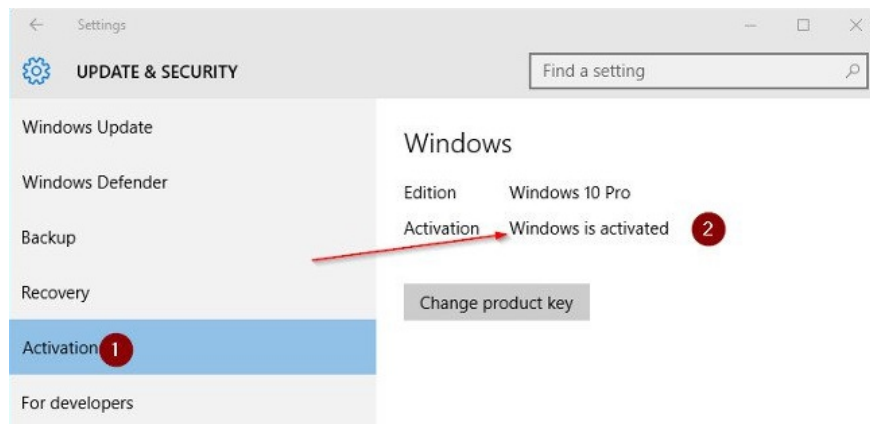 Settings
UPDATE & SECURITY
Find a setting
Windows Update
Windows Defender
Backup
Recovery
Activation 1
For developers
Windows
Edition Windows 10 Pro
Activation Windows is activated 2
Change product key